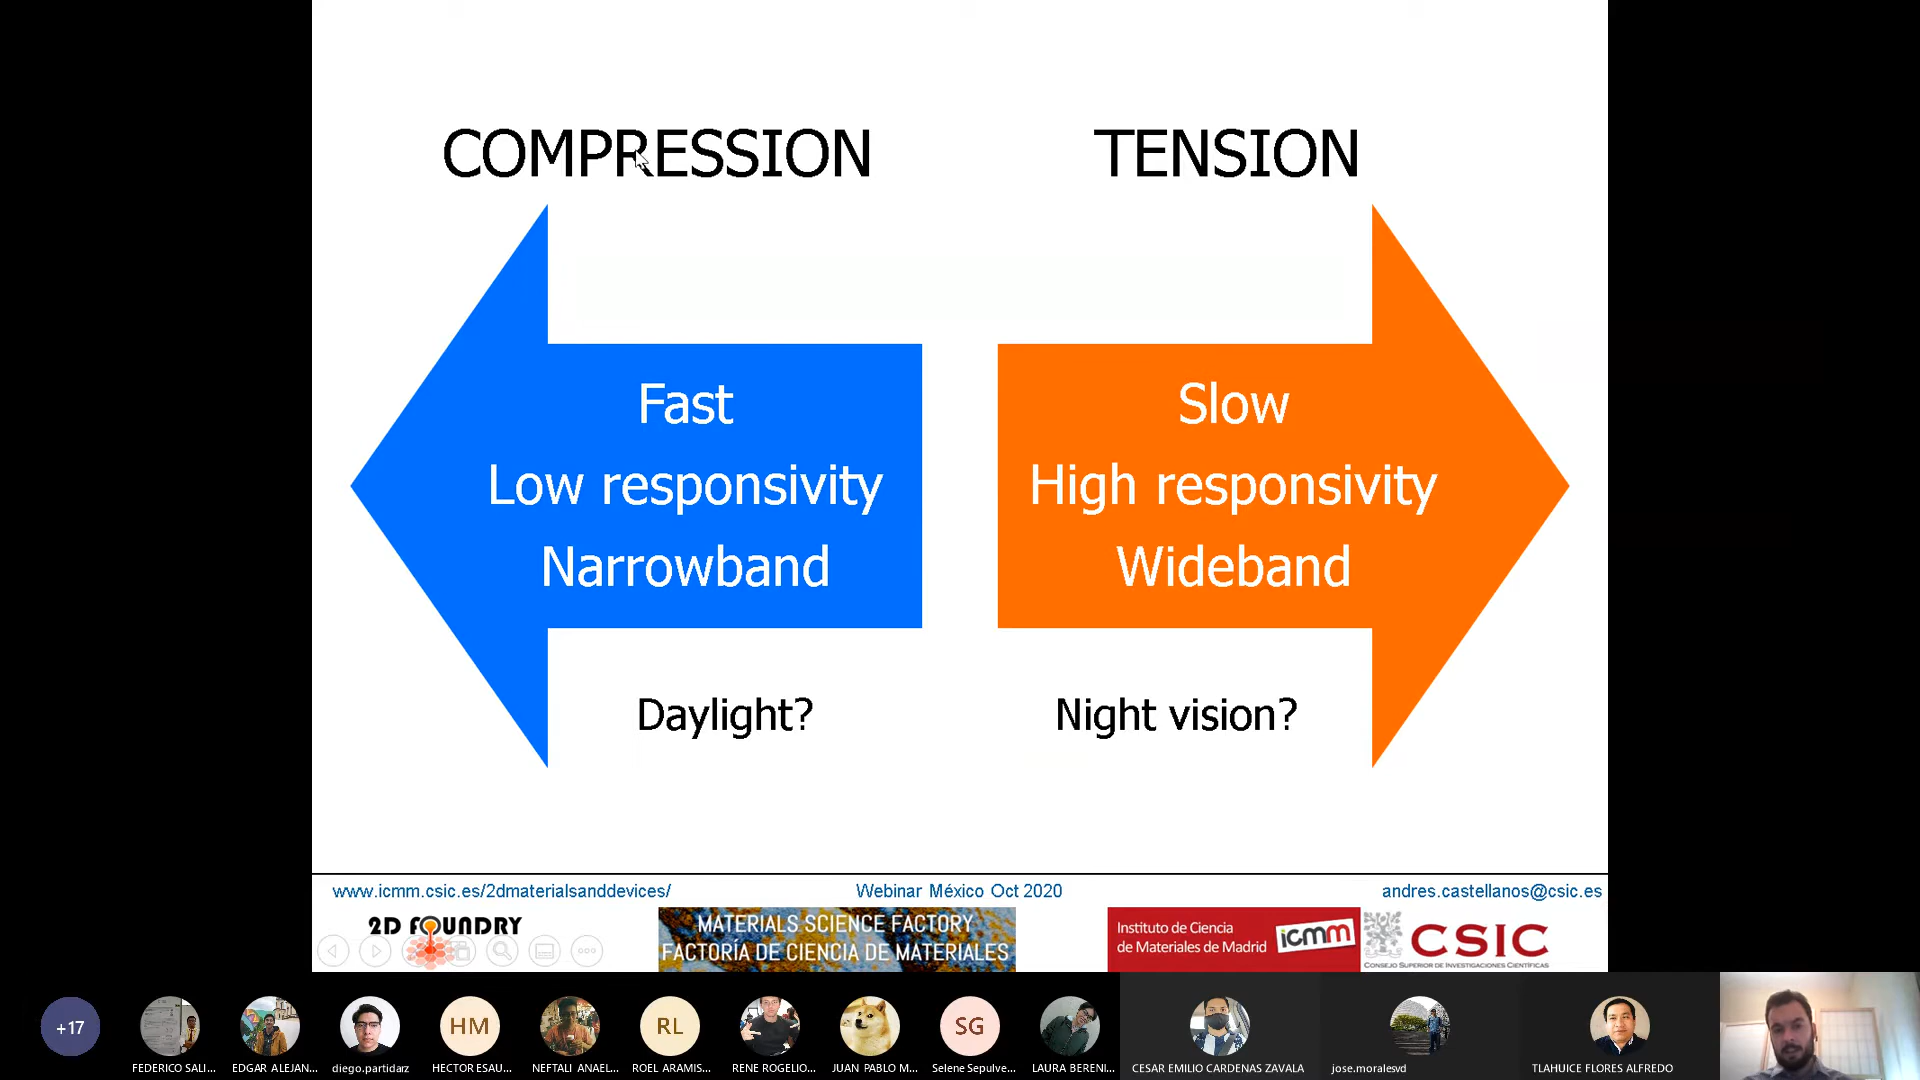 COMPRESSION
TENSION
Fast
Low responsivity
Narrowband
Slow
High responsivity
Wideband
Daylight?
Night vision?
www.icmm.csic.es/2dmaterialsanddevices/
Webinar México Oct 2020
andres.castellanos@csic.es
2D FOUNDRY
MATERIALS SCIENCE FACTORY
FACTORÍA DE CIENCIA DE MATERIALES
Instituto de Ciencia
de Materiales de Madrid
icmm
CSIC
CONSEJO SUPERIOR DE INVESTIGACIONES CIENTÍFICAS
+17
HM
RL
SG
FEDERICO SALI...
EDGAR ALEJAN...
diego.partidarz
HECTOR ESAU...
NEFTALI ANAEL...
ROEL ARAMIS...
RENE ROGELIO...
JUAN PABLO M...
Selene Sepulve...
LAURA BERENI...
CESAR EMILIO CARDENAS ZAVALA
jose.moralesvd
TLAHUICE FLORES ALFREDO